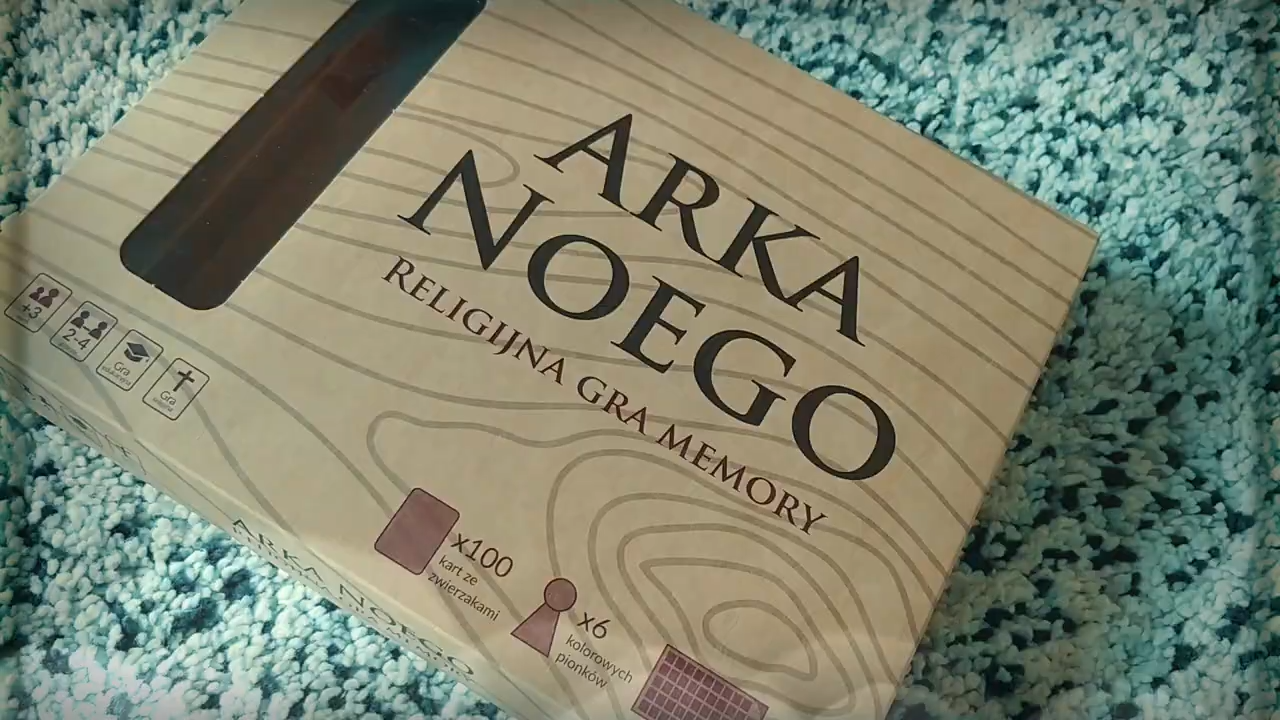 ARKA
NOEGO
RELIGIJNA GRA MEMORY
+3
2-4
Gra
edukacyjna
Gra
x100
kart ze
zwierzakami
x6
kolorowych
pionków
ARKA NOEGO